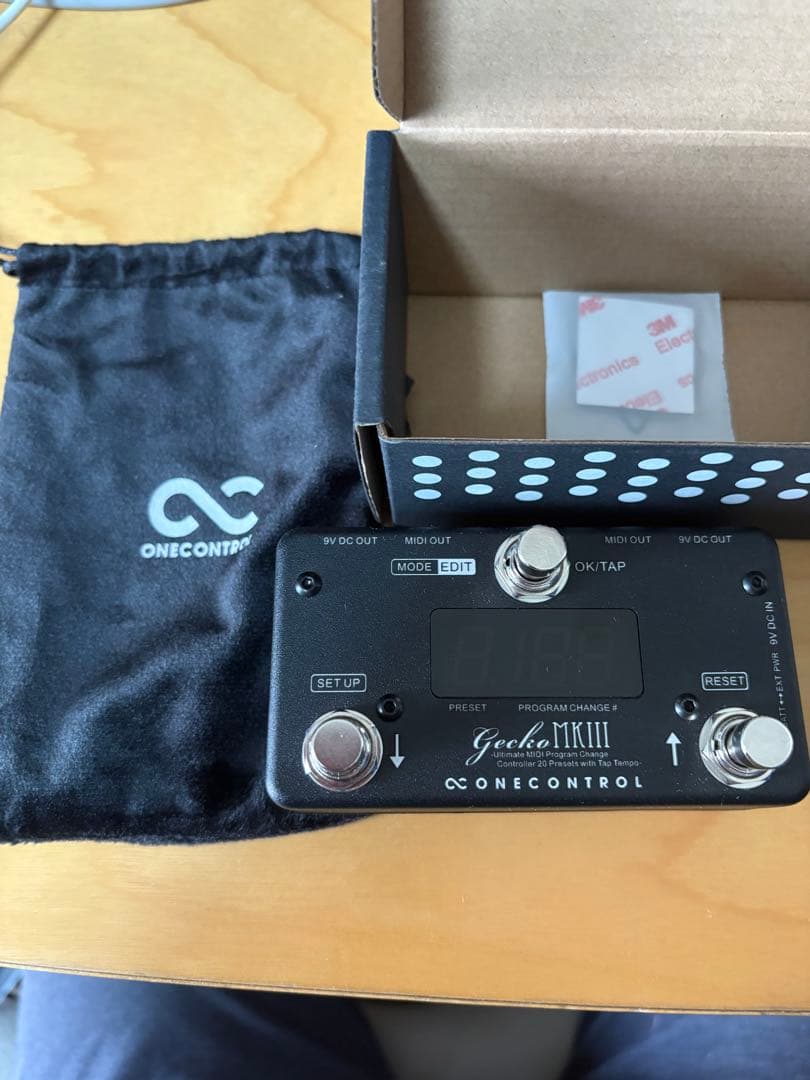 3M
Electronics
ONECONTROL
9V DC OUT
MIDI OUT
MIDI OUT
9V DC OUT
MODE EDIT
OK/TAP
9V DC IN
EXT PWR
SET UP
RESET
PRESET
PROGRAM CHANGE #
Gecko MKIII
-Ultimate MIDI Program Change
Controller 20 Presets with Tap Tempo-
ONECONTROL